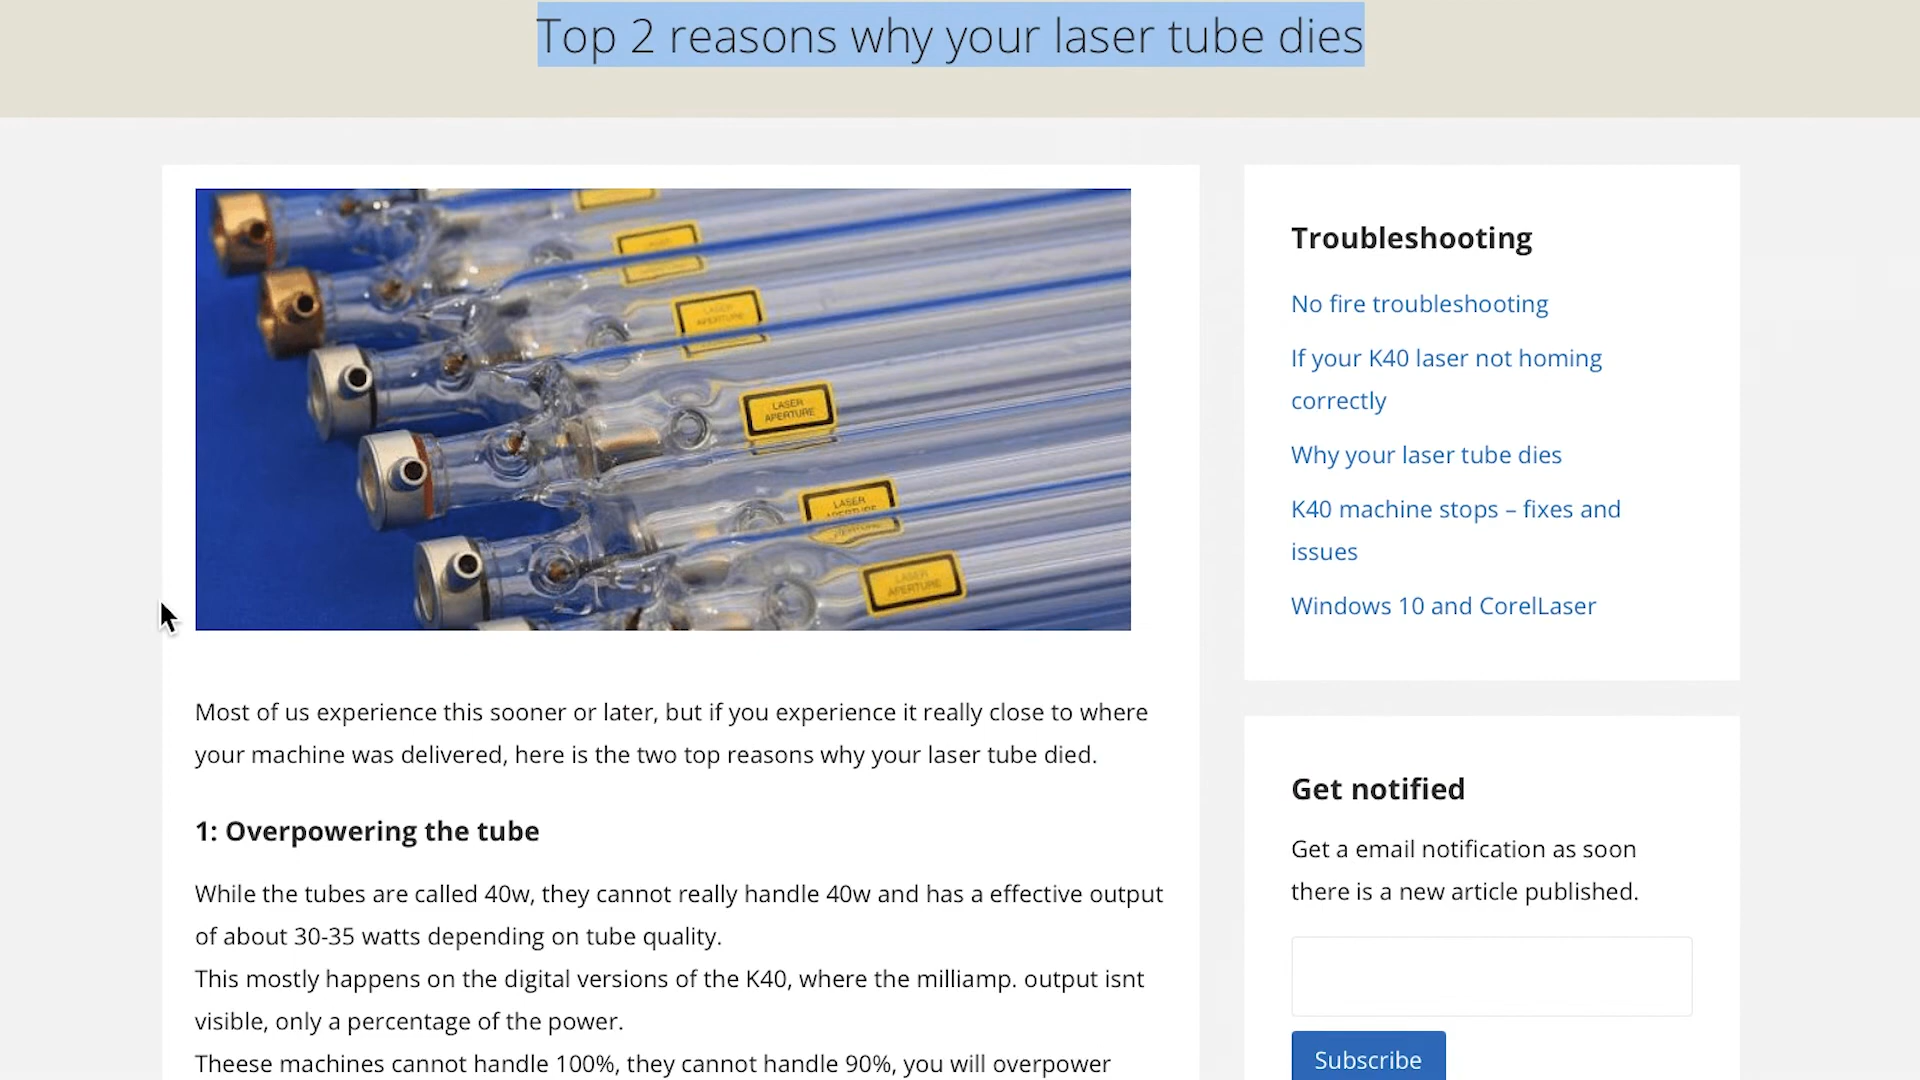 Top 2 reasons why your laser tube dies
LASER
APERTURE
LASER
APERTURE
LASER
APERTURE
Most of us experience this sooner or later, but if you experience it really close to where
your machine was delivered, here is the two top reasons why your laser tube died.
1: Overpowering the tube
While the tubes are called 40w, they cannot really handle 40w and has a effective output
of about 30-35 watts depending on tube quality.
This mostly happens on the digital versions of the K40, where the milliamp. output isnt
visible, only a percentage of the power.
Theese machines cannot handle 100%, they cannot handle 90%, you will overpower
Troubleshooting
No fire troubleshooting
If your K40 laser not homing
correctly
Why your laser tube dies
K40 machine stops – fixes and
issues
Windows 10 and CorelLaser
Get notified
Get a email notification as soon
there is a new article published.
Subscribe